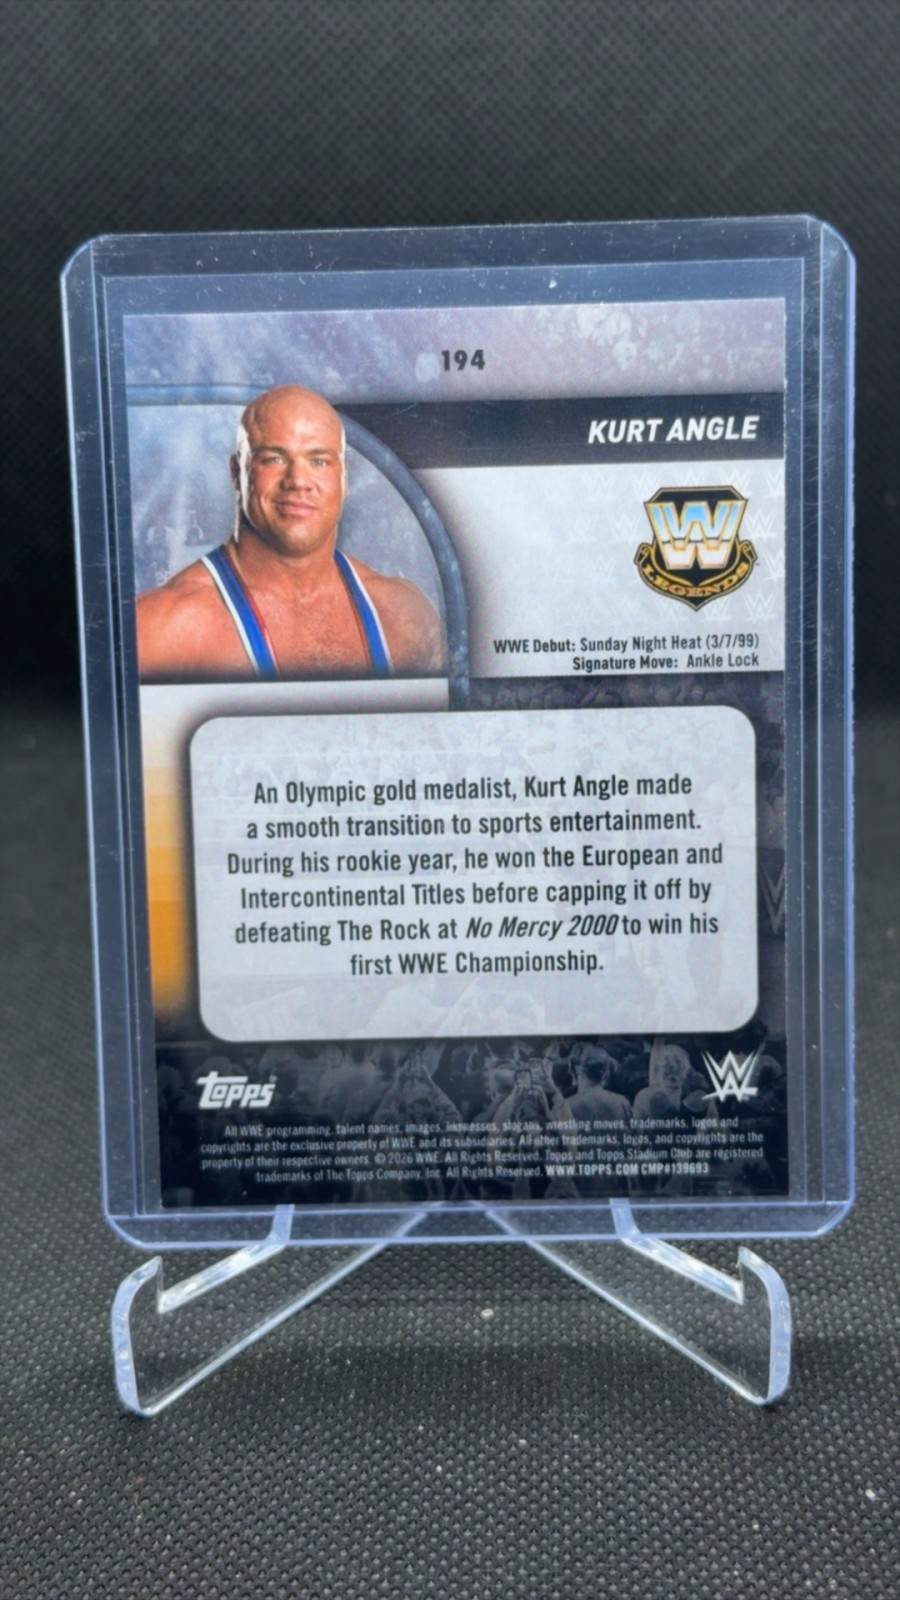 194
KURT ANGLE
W
LEGENDS
WWE Debut: Sunday Night Heat (3/7/99)
Signature Move: Ankle Lock
An Olympic gold medalist, Kurt Angle made
a smooth transition to sports entertainment.
During his rookie year, he won the European and
Intercontinental Titles before capping it off by
defeating The Rock at No Mercy 2000 to win his
first WWE Championship.
Topps®
W
All WWE programming, talent names, images, likenesses, slogans, wrestling moves, trademarks, logos and
copyrights are the exclusive property of WWE and its subsidiaries. All other trademarks, logos, and copyrights are the
property of their respective owners. © 2026 WWE. All Rights Reserved. Topps and Topps Stadium Club are registered
trademarks of The Topps Company, Inc. All Rights Reserved. WWW.TOPPS.COM CMP#139693